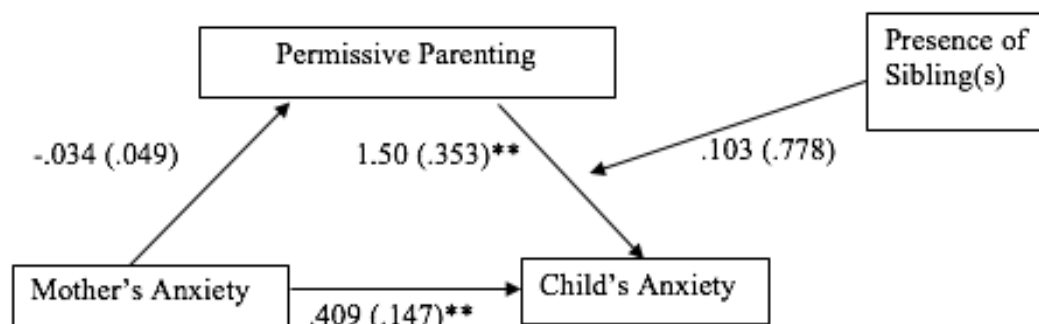 Permissive Parenting
Presence of
Sibling(s)
-.034 (.049)
1.50 (.353)**
.103 (.778)
Mother's Anxiety
Child's Anxiety
.409 (.147)**